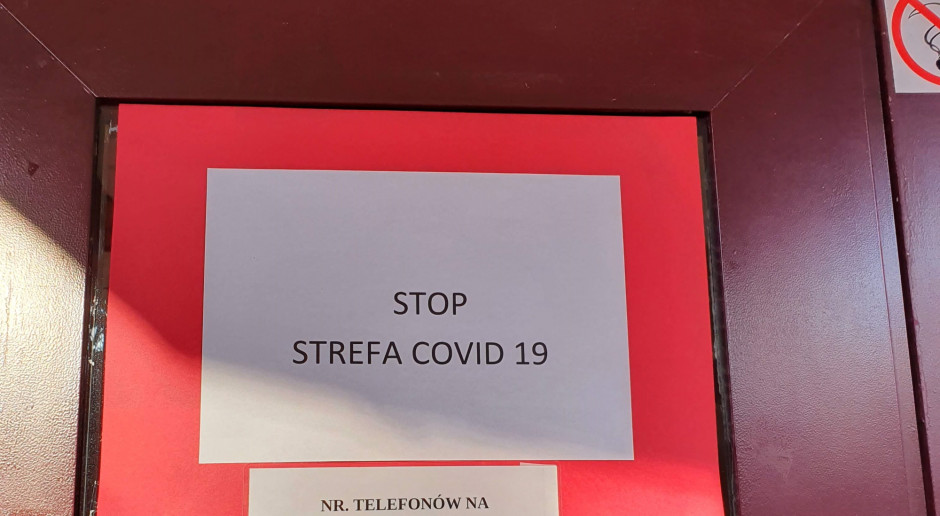 STOP
STREFA COVID 19
NR. TELEFONÓW NA